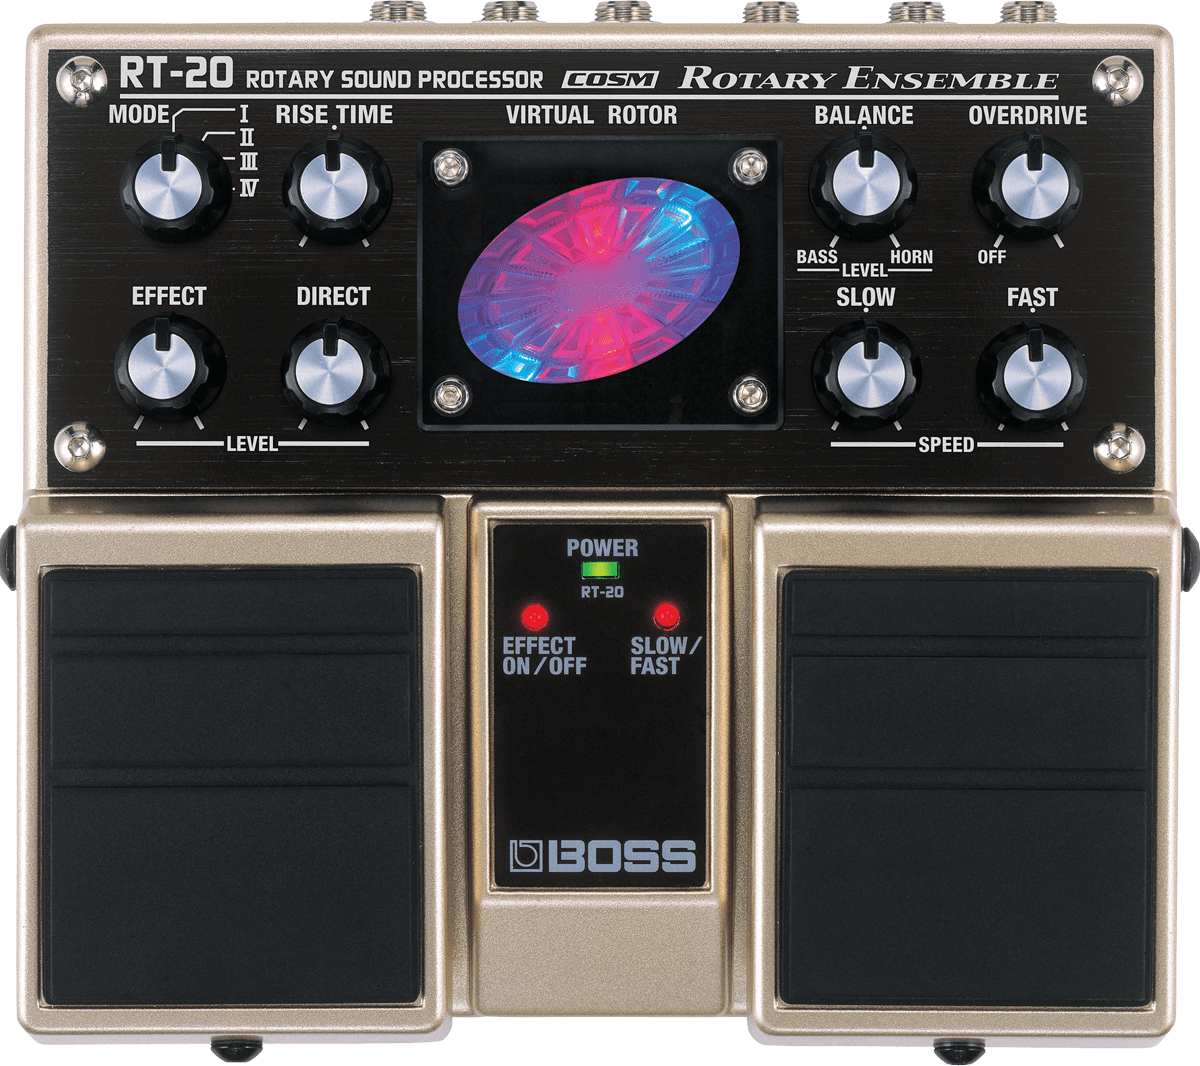 RT-20 ROTARY SOUND PROCESSOR COSM ROTARY ENSEMBLE
MODE I RISE TIME VIRTUAL ROTOR BALANCE OVERDRIVE
II
III
IV
BASS HORN OFF
LEVEL
EFFECT DIRECT SLOW FAST
LEVEL SPEED
POWER
RT-20
EFFECT ON/OFF
SLOW/FAST
BOSS